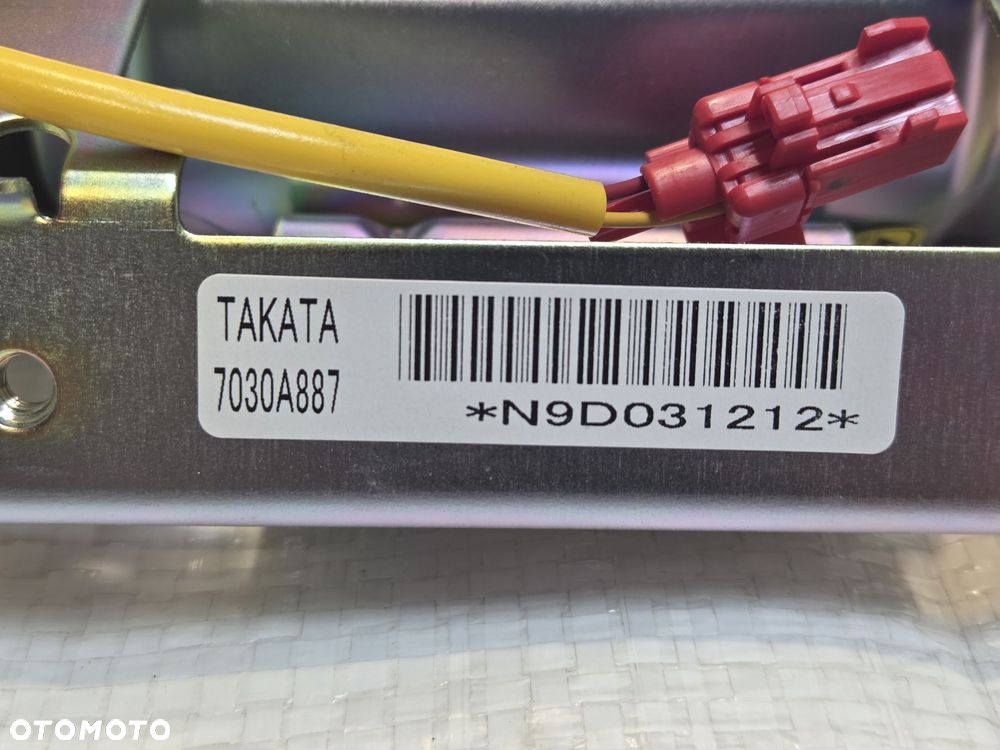 TAKATA
7030A887
*N9D031212*
OTOMOTO